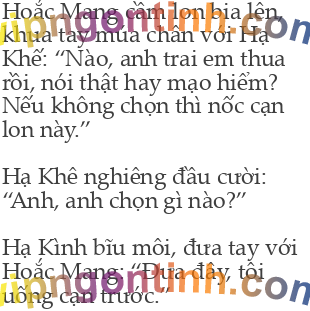 Hoắc Mang cầm lon bia lên,
khua tay múa chân với Hạ
Khế: “Nào, anh trai em thua
rồi, nói thật hay mạo hiểm?
Nếu không chọn thì nốc cạn
lon này.”
Hạ Khê nghiêng đầu cười:
“Anh, anh chọn gì nào?”
Hạ Kình bĩu môi, đưa tay với
Hoắc Mang: “Đưa đây, tôi
uống cạn trước.”